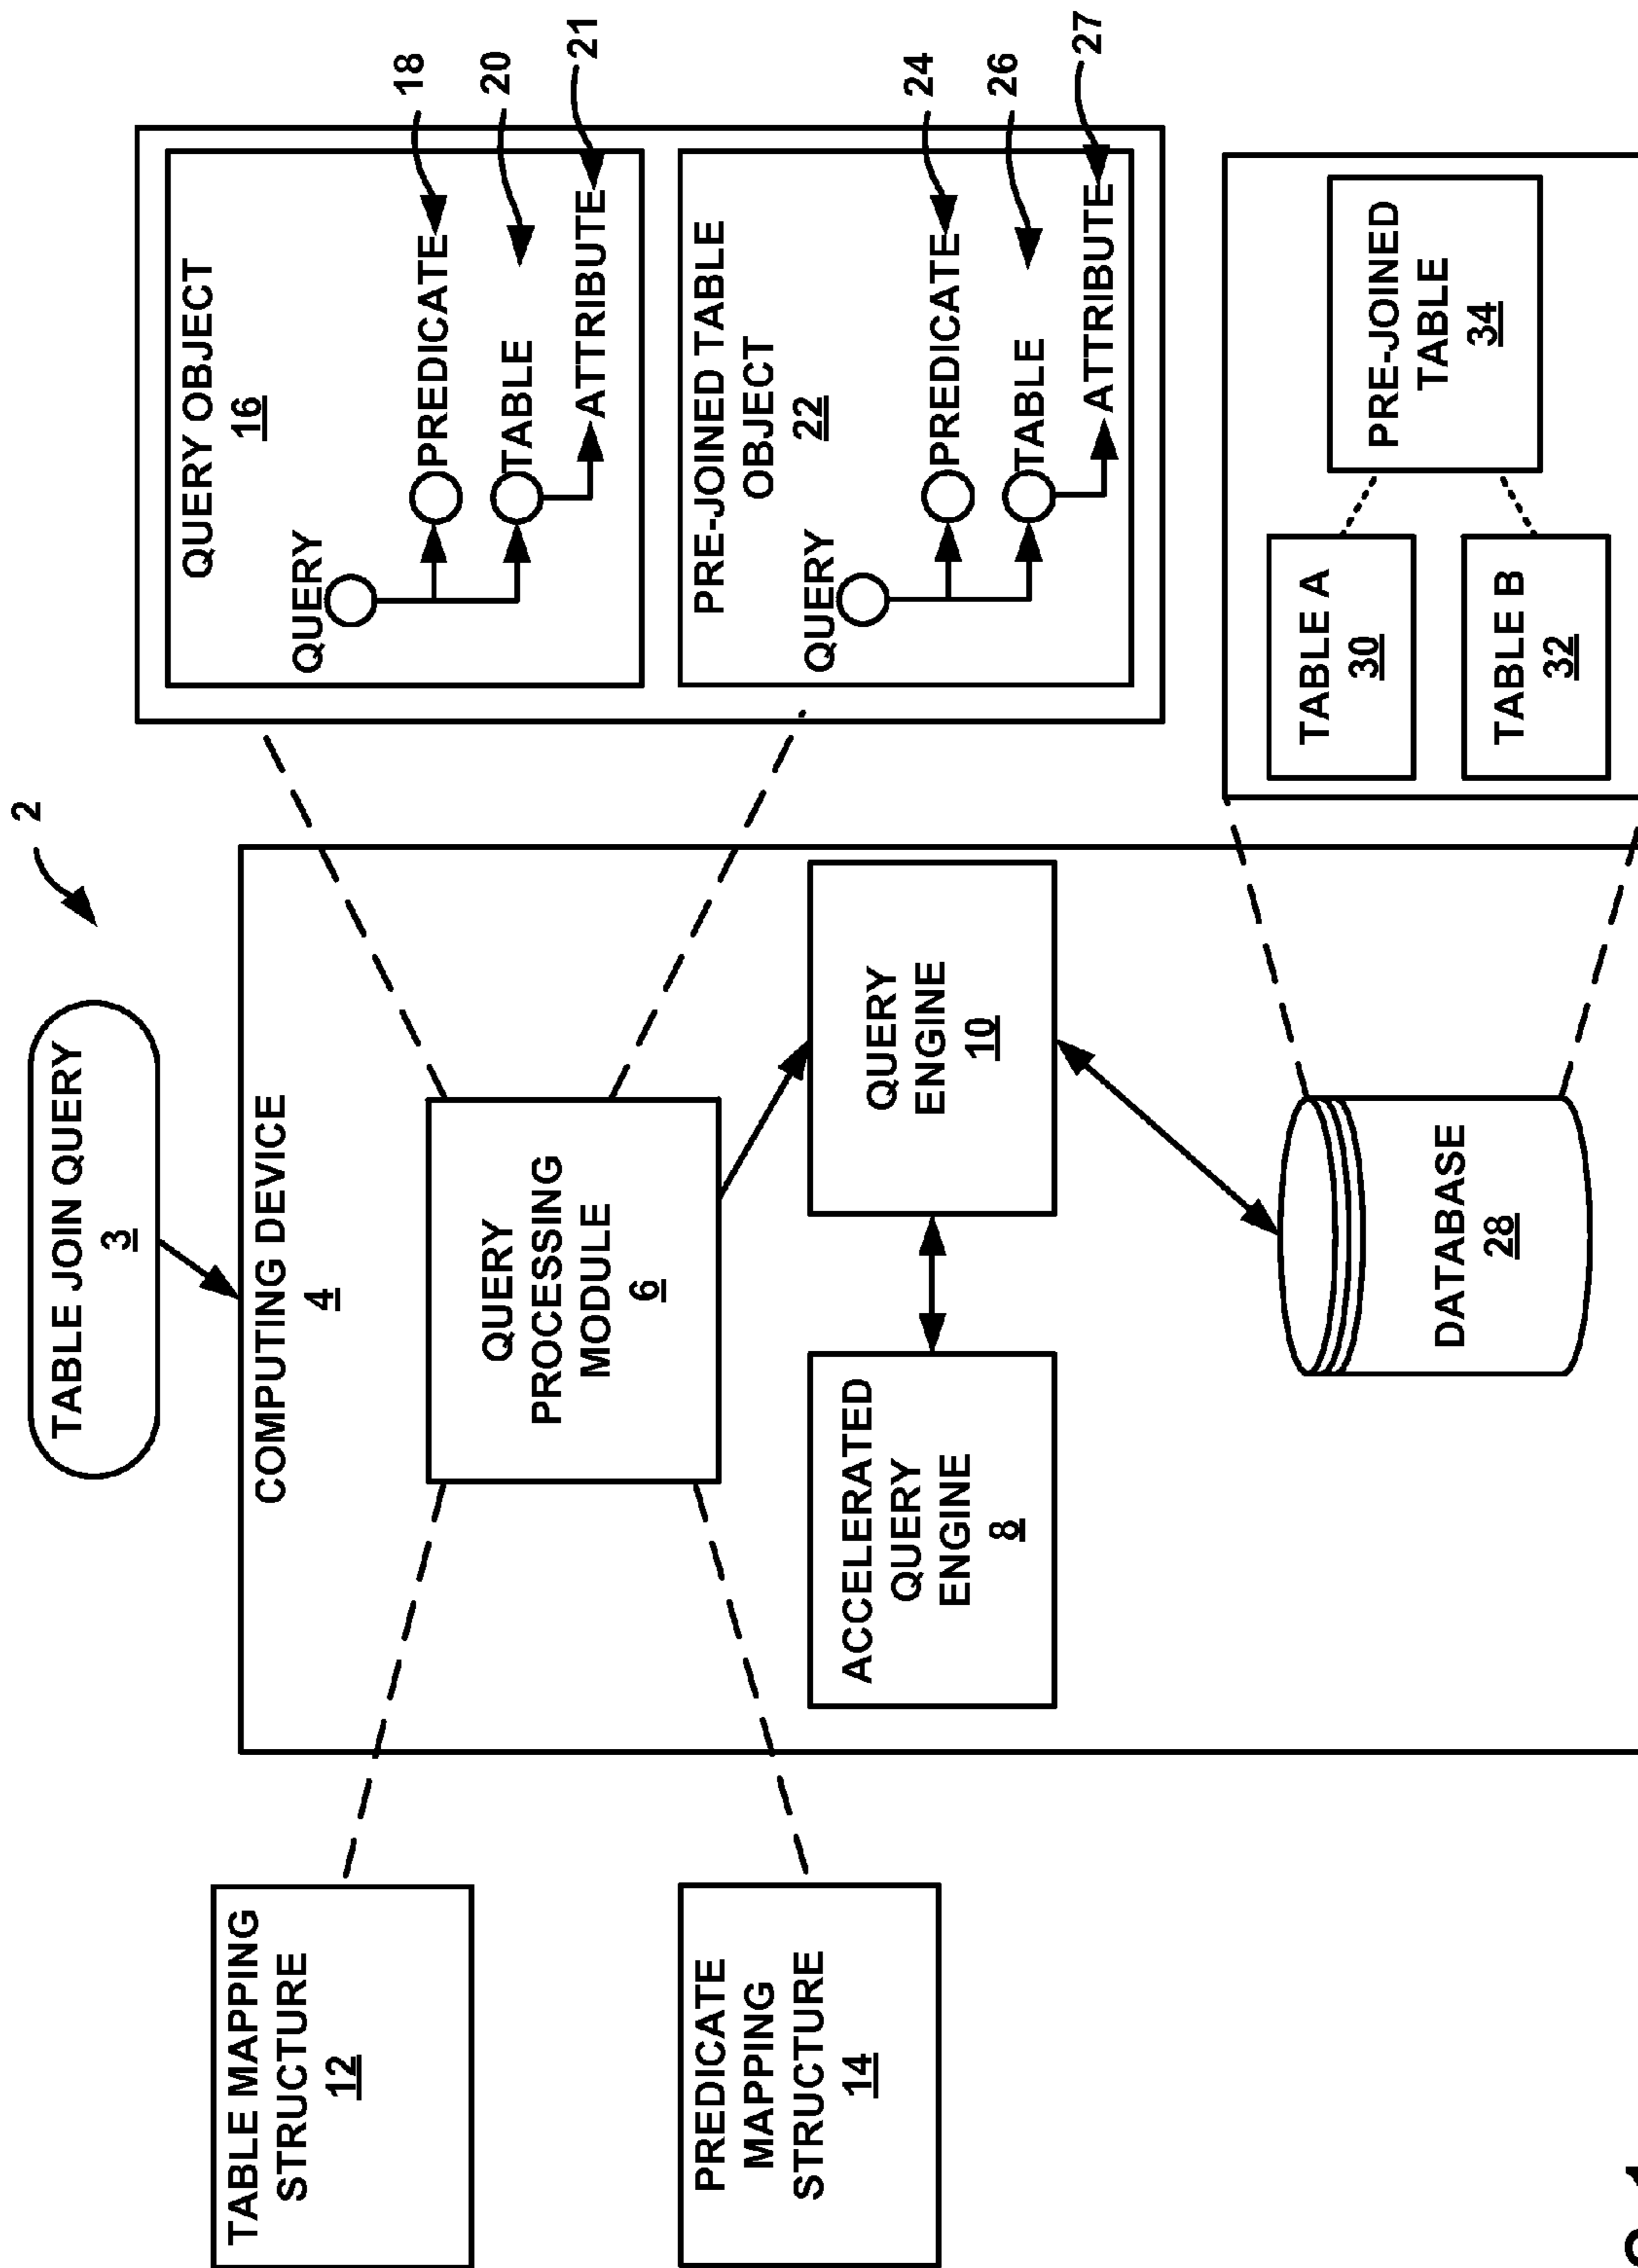 2
TABLE JOIN QUERY
3
COMPUTING DEVICE
4
TABLE MAPPING
STRUCTURE
12
PREDICATE
MAPPING
STRUCTURE
14
QUERY
PROCESSING
MODULE
6
ACCELERATED
QUERY
ENGINE
8
QUERY
ENGINE
10
DATABASE
28
QUERY OBJECT
16
QUERY
PREDICATE
18
TABLE
20
ATTRIBUTE
21
PRE-JOINED TABLE
OBJECT
22
QUERY
PREDICATE
24
TABLE
26
ATTRIBUTE
27
TABLE A
30
TABLE B
32
PRE-JOINED
TABLE
34